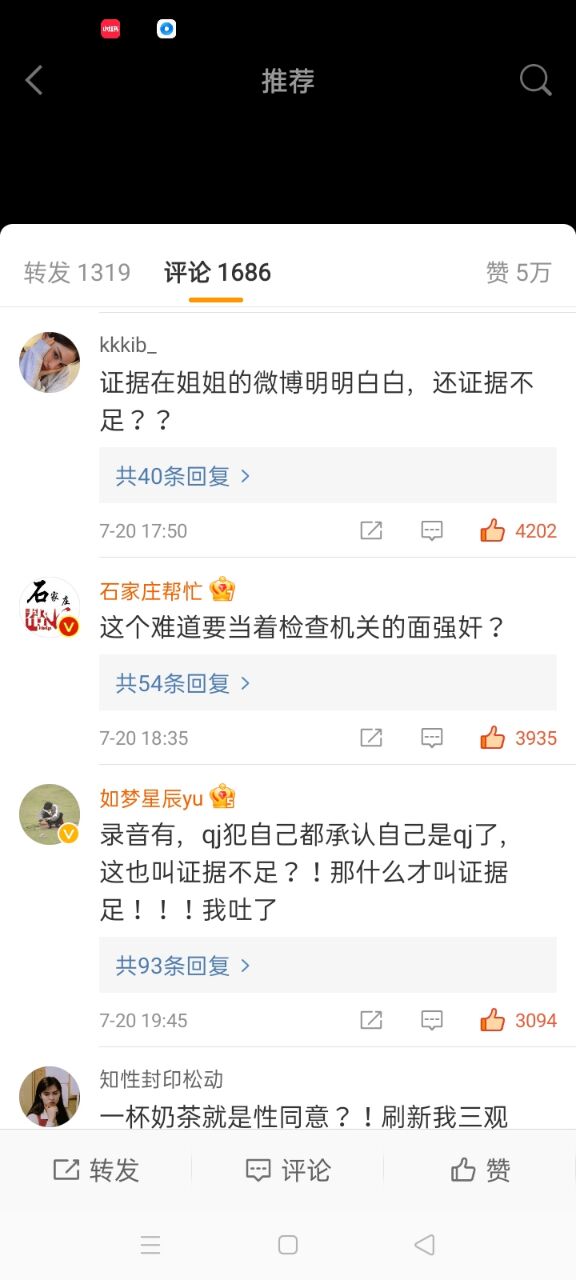 推荐
转发 1319 评论 1686 赞 5万
kkkib_
证据在姐姐的微博明明白白，还证据不
足？？
共40条回复
7-20 17:50 4202
石家庄帮忙
这个难道要当着检查机关的面强奸？
共54条回复
7-20 18:35 3935
如梦星辰yu
录音有，qj犯自己都承认自己是qj了，
这也叫证据不足？！那什么才叫证据
足！！！我吐了
共93条回复
7-20 19:45 3094
知性封印松动
一杯奶茶就是性同意？！刷新我三观
转发 评论 赞